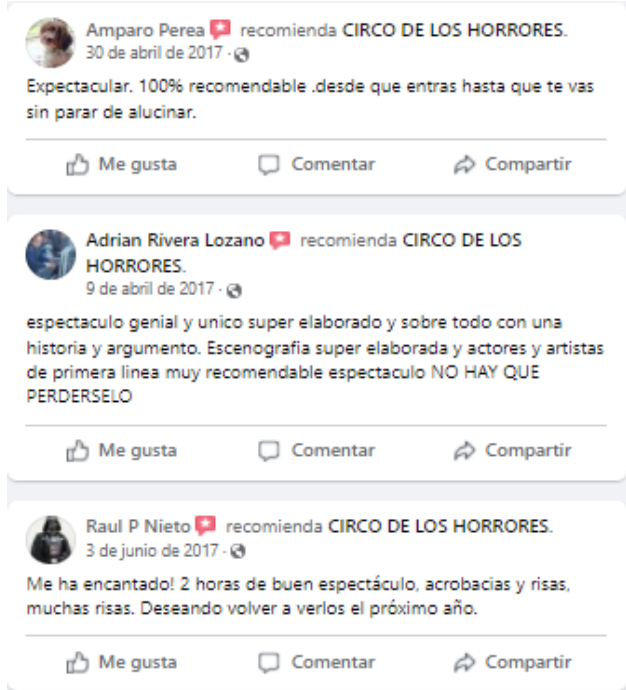 Amparo Perea recomienda CIRCO DE LOS HORRORES.
30 de abril de 2017 ·
Expectacular. 100% recomendable .desde que entras hasta que te vas
sin parar de alucinar.
Me gusta Comentar Compartir
Adrian Rivera Lozano recomienda CIRCO DE LOS
HORRORES.
9 de abril de 2017 ·
espectaculo genial y unico super elaborado y sobre todo con una
historia y argumento. Escenografia super elaborada y actores y artistas
de primera linea muy recomendable espectaculo NO HAY QUE
PERDERSELO
Me gusta Comentar Compartir
Raul P Nieto recomienda CIRCO DE LOS HORRORES.
3 de junio de 2017 ·
Me ha encantado! 2 horas de buen espectáculo, acrobacias y risas,
muchas risas. Deseando volver a verlos el próximo año.
Me gusta Comentar Compartir